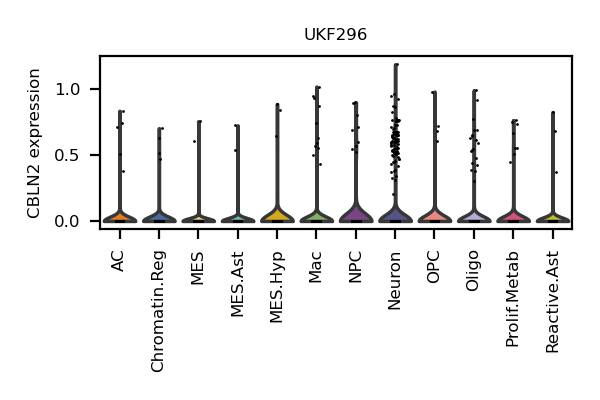 UKF296
CBLN2 expression
1.0
0.5
0.0
AC
Chromatin.Reg
MES
MES.Ast
MES.Hyp
Mac
NPC
Neuron
OPC
Oligo
Prolif.Metab
Reactive.Ast